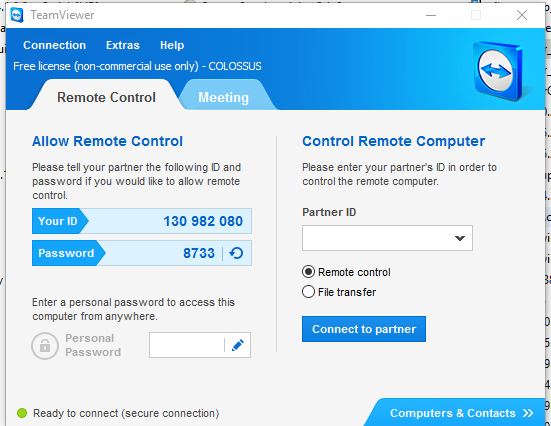 TeamViewer
Connection Extras Help
Free license (non-commercial use only) - COLOSSUS
Remote Control
Meeting
Allow Remote Control
Please tell your partner the following ID and
password if you would like to allow remote
control.
Your ID 130 982 080
Password 8733
Enter a personal password to access this
computer from anywhere.
Personal
Password
Control Remote Computer
Please enter your partner's ID in order to
control the remote computer.
Partner ID
Remote control
File transfer
Connect to partner
Ready to connect (secure connection)
Computers & Contacts >>